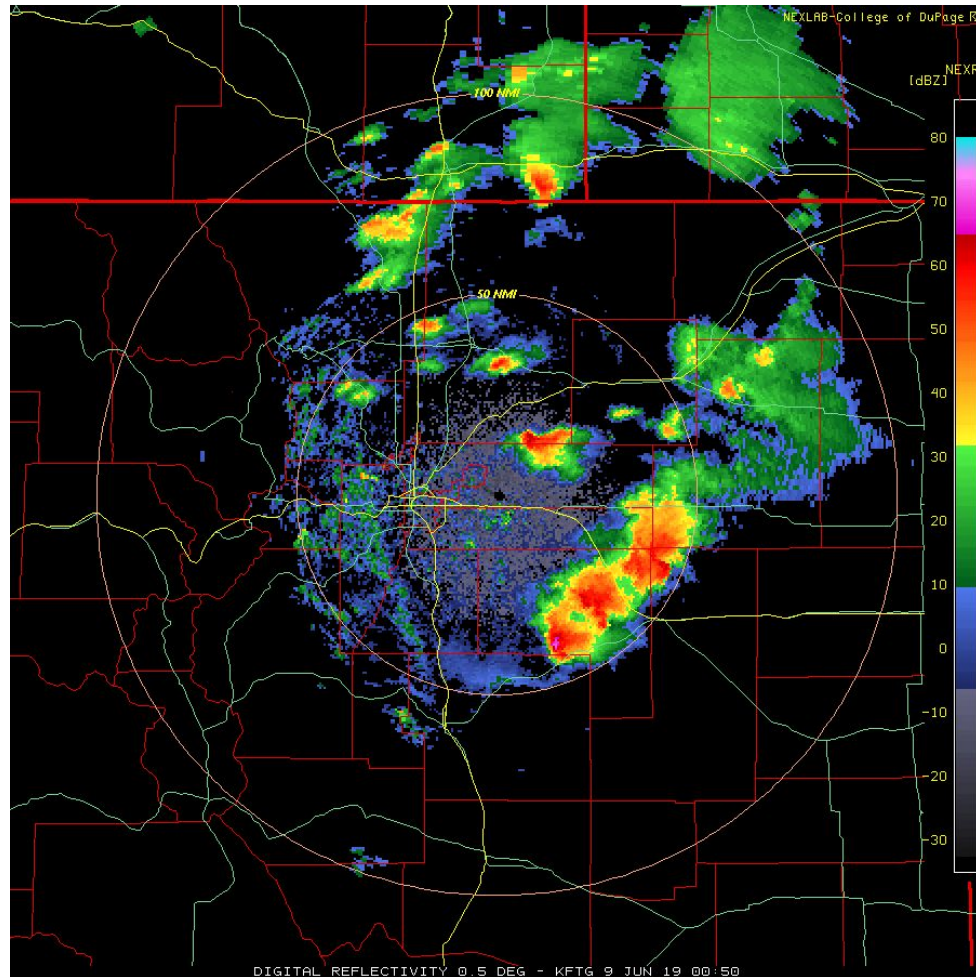 NEXLAB-College of DuPage
NEXR
[dBZ]
100 NMI
80
70
60
50 NMI
50
40
30
20
10
0
-10
-20
-30
DIGITAL REFLECTIVITY 0.5 DEG - KFTG 9 JUN 19 00:50